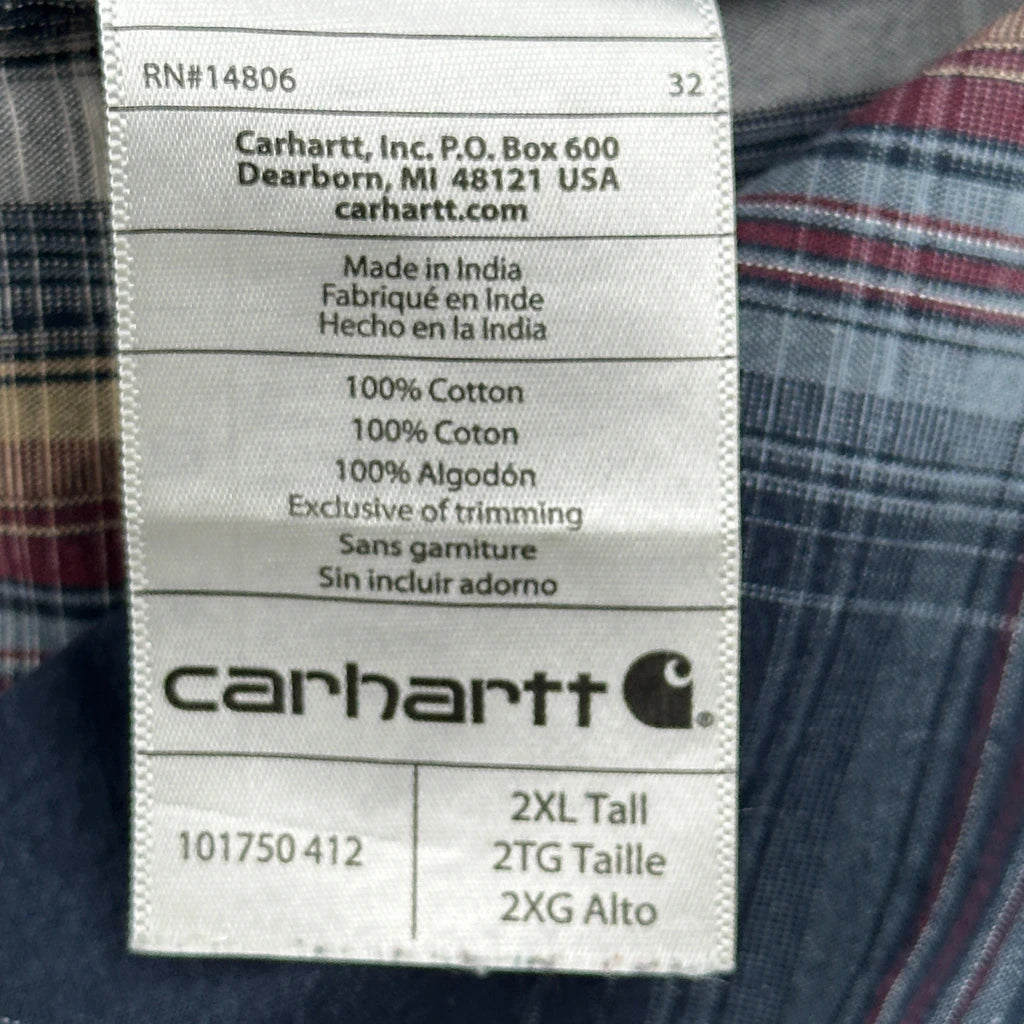 RN#14806 32
Carhartt, Inc. P.O. Box 600
Dearborn, MI 48121 USA
carhartt.com
Made in India
Fabriqué en Inde
Hecho en la India
100% Cotton
100% Coton
100% Algodón
Exclusive of trimming
Sans garniture
Sin incluir adorno
carhartt ®
101750 412
2XL Tall
2TG Taille
2XG Alto